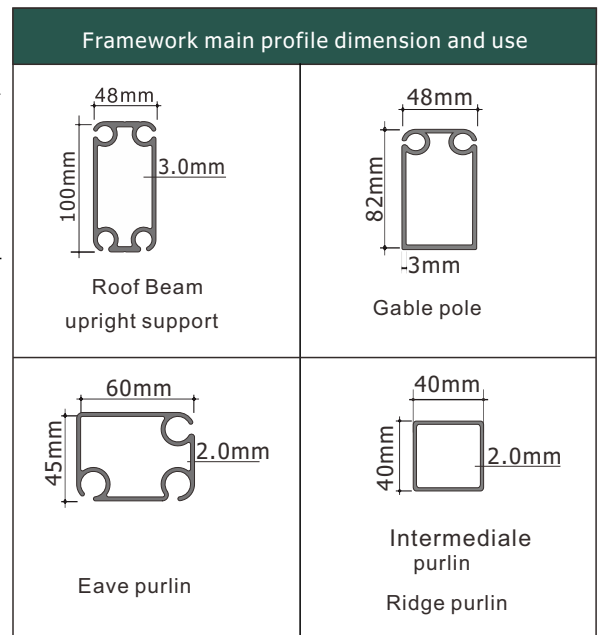 Framework main profile dimension and use
48mm
100mm
3.0mm
Roof Beam
upright support
48mm
82mm
3mm
Gable pole
60mm
45mm
2.0mm
Eave purlin
40mm
40mm
2.0mm
Intermediale
purlin
Ridge purlin